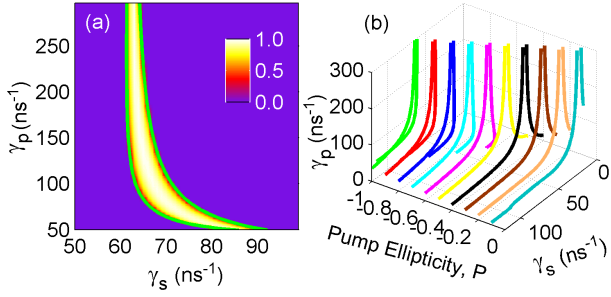 (a)
1.0
0.5
0.0
250
200
150
100
50
γp (ns-1)
50 60 70 80 90
γs (ns-1)
(b)
300
200
100
0
γp (ns-1)
-1
-0.8
-0.6
-0.4
-0.2
0
Pump Ellipticity, P
0
50
100
γs (ns-1)